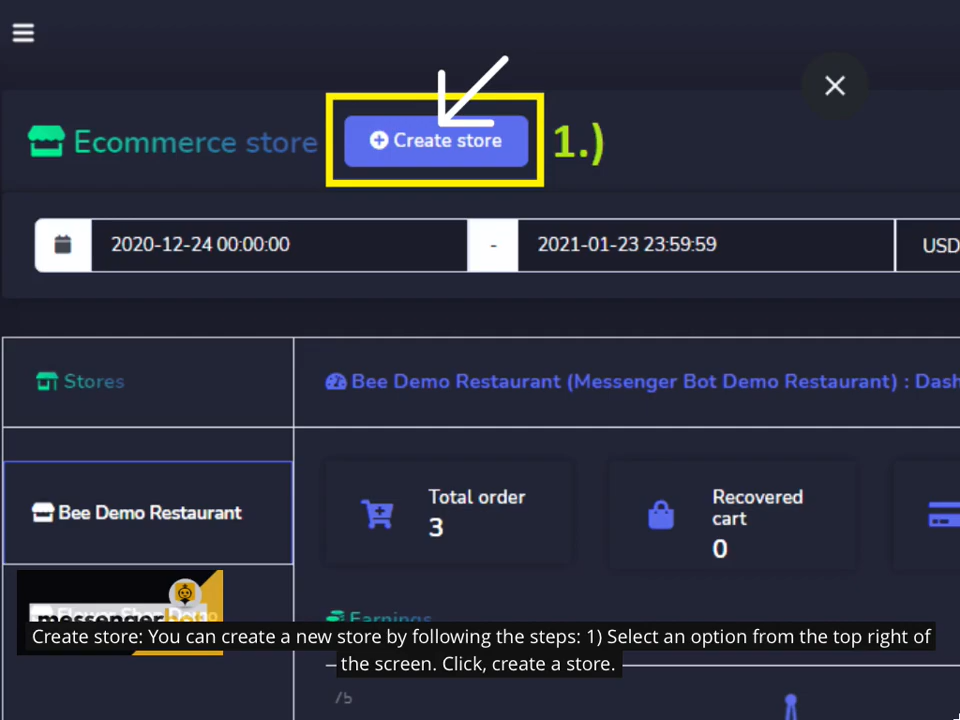 Ecommerce store
Create store
1.)
2020-12-24 00:00:00
-
2021-01-23 23:59:59
USD
Stores
Bee Demo Restaurant (Messenger Bot Demo Restaurant) : Dash
Bee Demo Restaurant
Total order
3
Recovered
cart
0
Earnings
messenger
Create store: You can create a new store by following the steps: 1) Select an option from the top right of
the screen. Click, create a store.